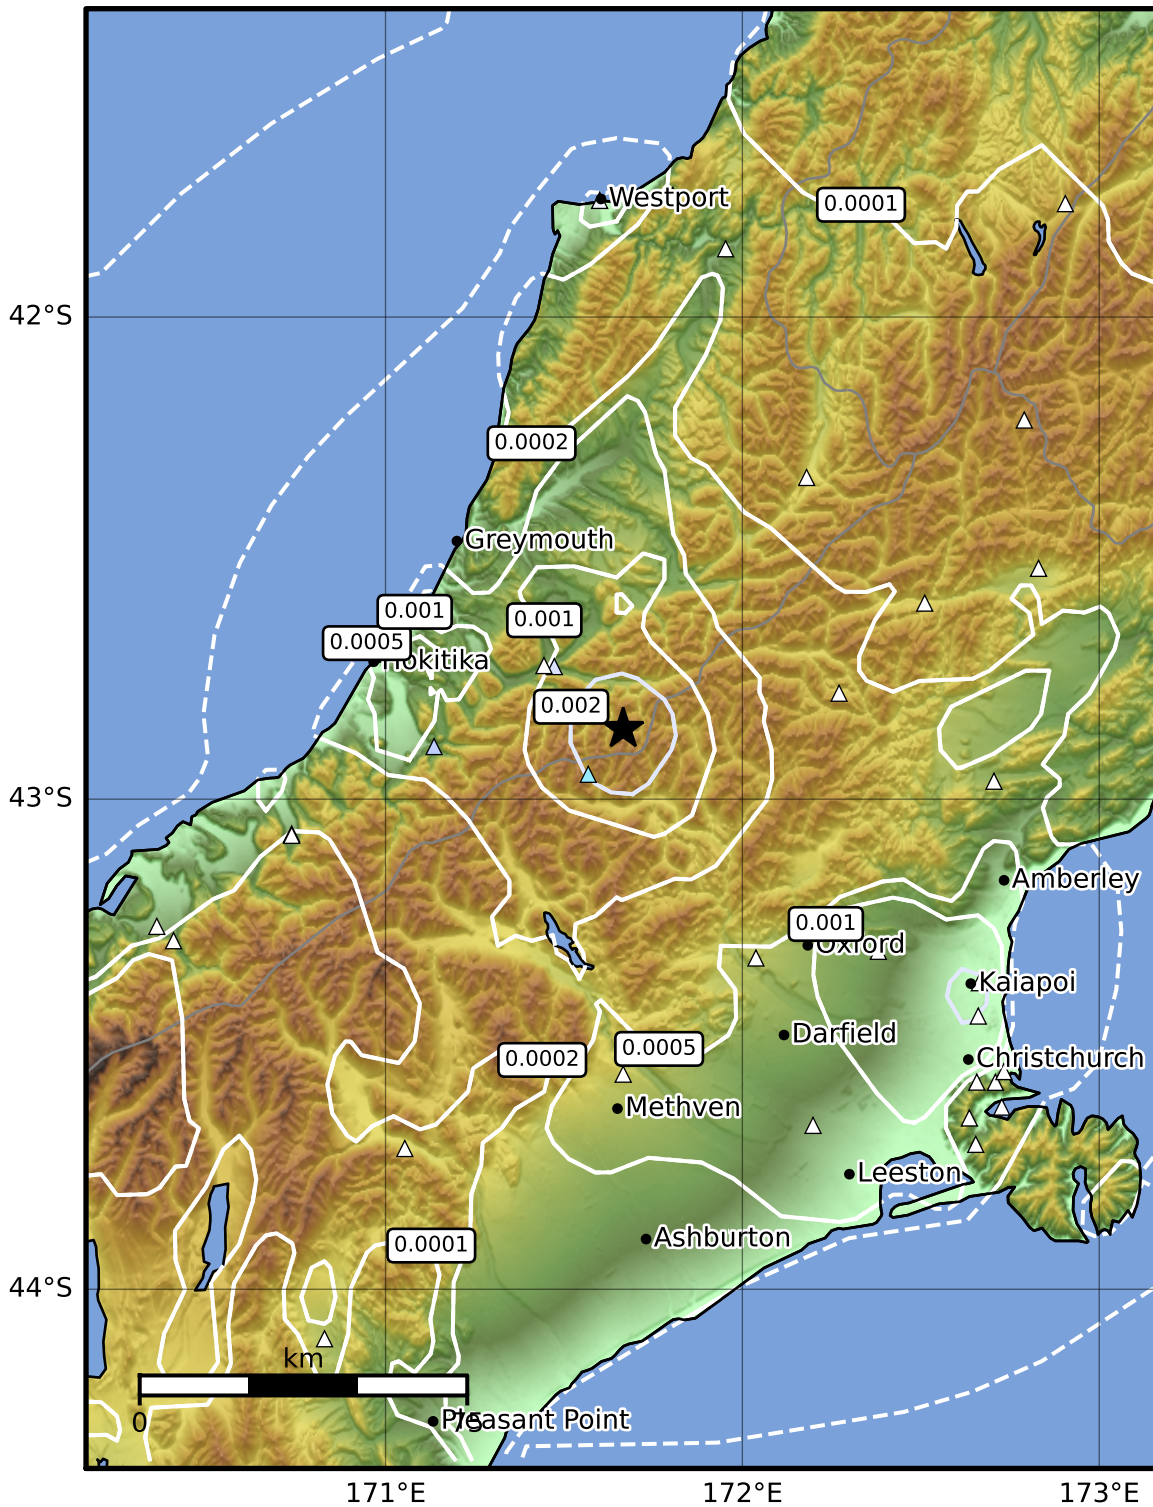 Westport
0.0001
42°S
0.0002
Greymouth
0.001
0.001
0.0005
Hokitika
0.002
43°S
Amberley
0.001
Oxford
Kaiapoi
Darfield
0.0005
0.0002
Christchurch
Methven
Leeston
Ashburton
0.0001
44°S
km
0
75
Pleasant Point
171°E
172°E
173°E